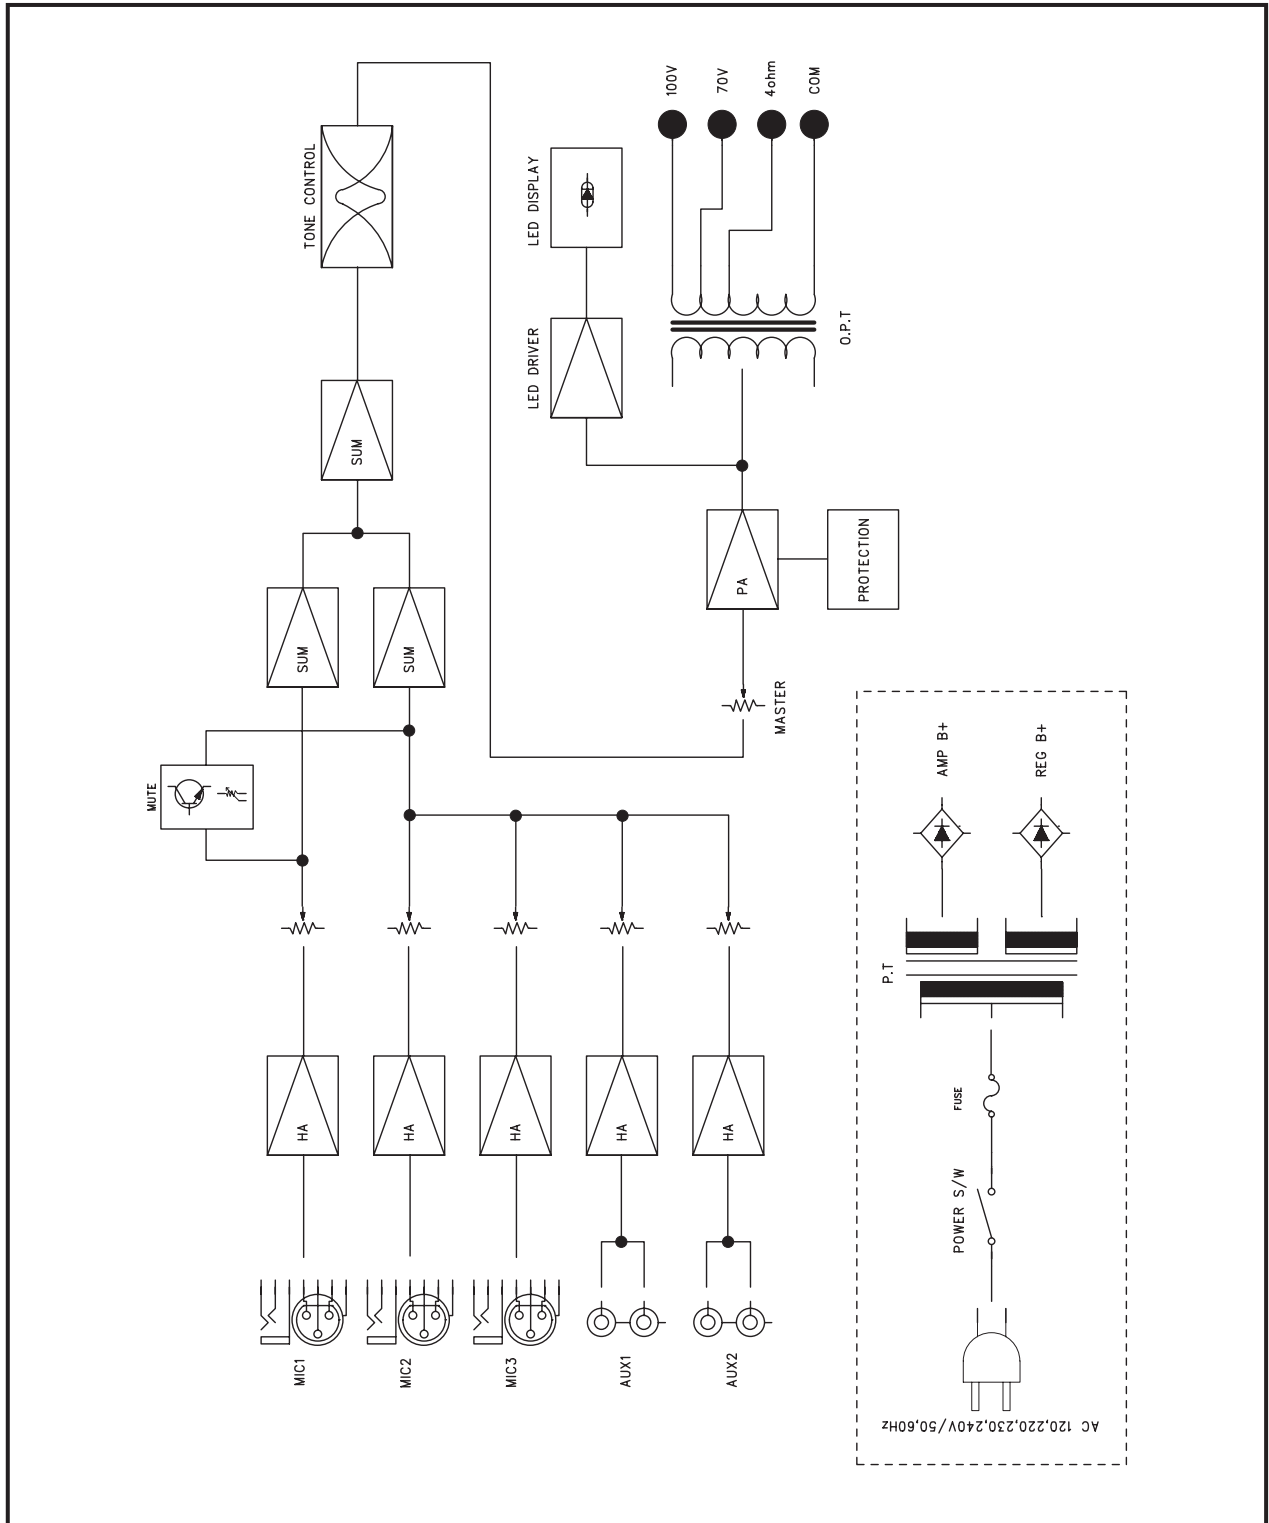 MIC1
HA
MUTE
SUM
MIC2
HA
SUM
SUM
TONE CONTROL
MIC3
HA
AUX1
HA
AUX2
HA
MASTER
PA
PROTECTION
LED DRIVER
LED DISPLAY
O.P.T
100V
70V
4ohm
COM
AC 120,220,230,240V/50,60Hz
POWER S/W
FUSE
P.T
AMP B+
REG B+